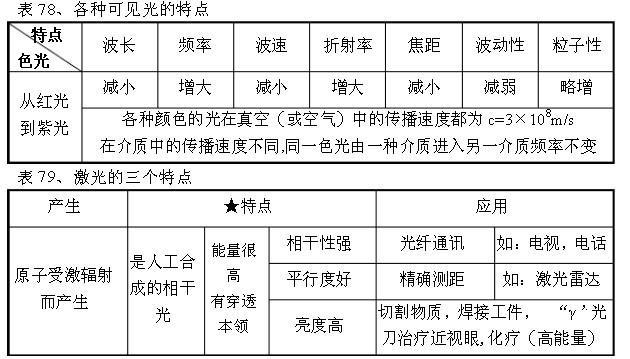 表 78、各种可见光的特点
特点
色光
波长
频率
波速
折射率
焦距
波动性
粒子性
从红光
到紫光
减小
增大
减小
增大
减小
减弱
略增
各种颜色的光在真空（或空气）中的传播速度都为 c=3×10⁸m/s
在介质中的传播速度不同,同一色光由一种介质进入另一介质频率不变
表 79、激光的三个特点
产生
★特点
应用
原子受激辐射
而产生
是人工合
成的相干
光
能量很
高
有穿透
本领
相干性强
光纤通讯
如：电视，电话
平行度好
精确测距
如：激光雷达
亮度高
切割物质，焊接工件， “γ’光
刀治疗近视眼,化疗（高能量）